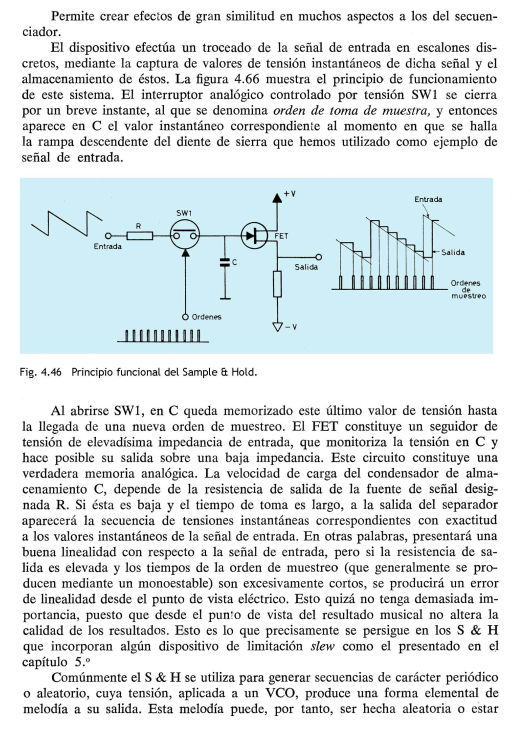 Permite crear efectos de gran similitud en muchos aspectos a los del secuen-
ciador.
El dispositivo efectúa un troceado de la señal de entrada en escalones dis-
cretos, mediante la captura de valores de tensión instantáneos de dicha señal y el
almacenamiento de éstos. La figura 4.66 muestra el principio de funcionamiento
de este sistema. El interruptor analógico controlado por tensión SW1 se cierra
por un breve instante, al que se denomina orden de toma de muestra, y entonces
aparece en C el valor instantáneo correspondiente al momento en que se halla
la rampa descendente del diente de sierra que hemos utilizado como ejemplo de
señal de entrada.
Entrada
R
SW1
Ordenes
C
+V
FET
Salida
-V
Entrada
Salida
Ordenes
de
muestreo
Fig. 4.46 Principio funcional del Sample & Hold.
Al abrirse SW1, en C queda memorizado este último valor de tensión hasta
la llegada de una nueva orden de muestreo. El FET constituye un seguidor de
tensión de elevadísima impedancia de entrada, que monitoriza la tensión en C y
hace posible su salida sobre una baja impedancia. Este circuito constituye una
verdadera memoria analógica. La velocidad de carga del condensador de alma-
cenamiento C, depende de la resistencia de salida de la fuente de señal desig-
nada R. Si ésta es baja y el tiempo de toma es largo, a la salida del separador
aparecerá la secuencia de tensiones instantáneas correspondientes con exactitud
a los valores instantáneos de la señal de entrada. En otras palabras, presentará una
buena linealidad con respecto a la señal de entrada, pero si la resistencia de sa-
lida es elevada y los tiempos de la orden de muestreo (que generalmente se pro-
ducen mediante un monoestable) son excesivamente cortos, se producirá un error
de linealidad desde el punto de vista eléctrico. Esto quizá no tenga demasiada im-
portancia, puesto que desde el punto de vista del resultado musical no altera la
calidad de los resultados. Esto es lo que precisamente se persigue en los S & H
que incorporan algún dispositivo de limitación slew como el presentado en el
capítulo 5.º
Comúnmente el S & H se utiliza para generar secuencias de carácter periódico
o aleatorio, cuya tensión, aplicada a un VCO, produce una forma elemental de
melodía a su salida. Esta melodía puede, por tanto, ser hecha aleatoria o estar